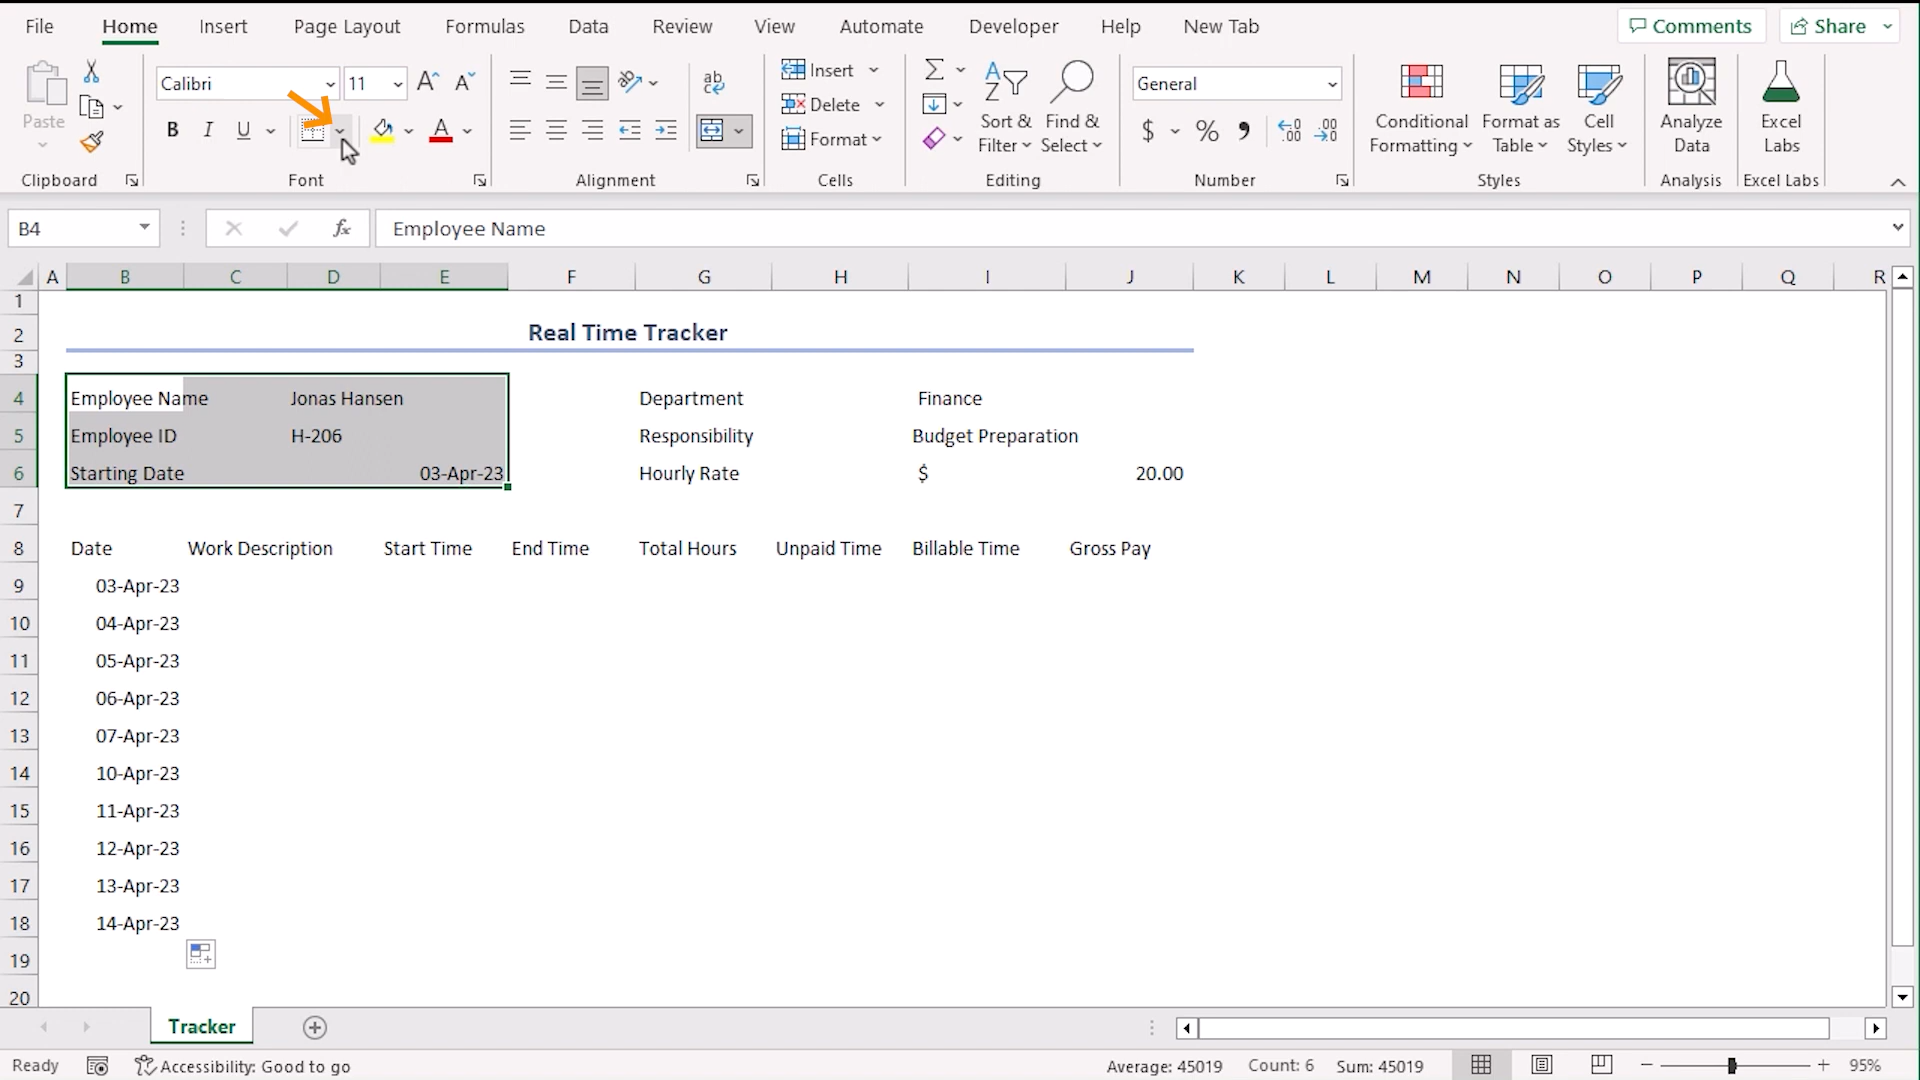 File Home Insert Page Layout Formulas Data Review View Automate Developer Help New Tab Comments Share
Calibri 11 Insert General
Paste B I U ab Delete Sort & Find & Conditional Format as Cell Analyze Excel
Format Filter Select $ % Formatting Table Styles Data Labs
Clipboard Font Alignment Cells Editing Number Styles Analysis Excel Labs
B4 fx Employee Name
A B C D E F G H I J K L M N O P Q R
1
2 Real Time Tracker
3
4 Employee Name Jonas Hansen Department Finance
5 Employee ID H-206 Responsibility Budget Preparation
6 Starting Date 03-Apr-23 Hourly Rate $ 20.00
7
8 Date Work Description Start Time End Time Total Hours Unpaid Time Billable Time Gross Pay
9 03-Apr-23
10 04-Apr-23
11 05-Apr-23
12 06-Apr-23
13 07-Apr-23
14 10-Apr-23
15 11-Apr-23
16 12-Apr-23
17 13-Apr-23
18 14-Apr-23
19
20
Tracker
Ready Accessibility: Good to go Average: 45019 Count: 6 Sum: 45019 95%